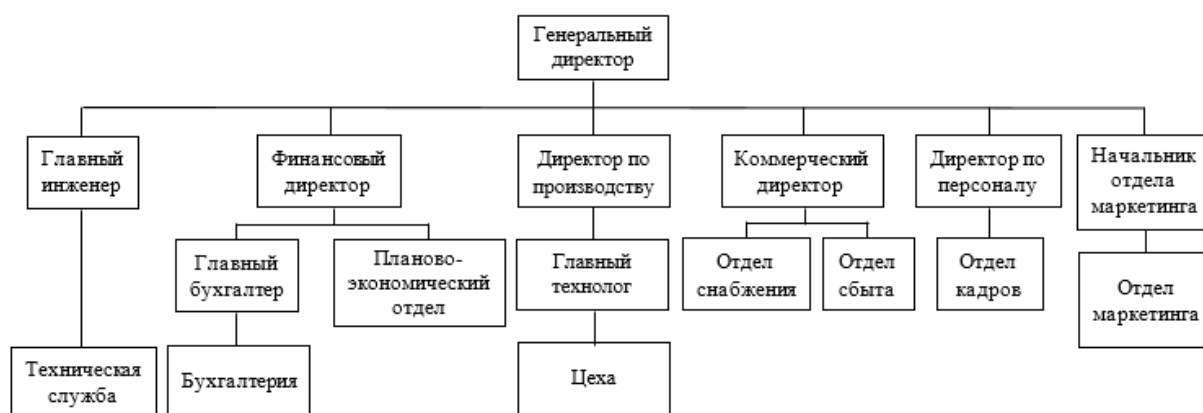 Генеральный
директор
Главный
инженер
Финансовый
директор
Директор по
производству
Коммерческий
директор
Директор по
персоналу
Начальник
отдела
маркетинга
Главный
бухгалтер
Планово-
экономический
отдел
Главный
технолог
Отдел
снабжения
Отдел
сбыта
Отдел
кадров
Отдел
маркетинга
Техническая
служба
Бухгалтерия
Цеха